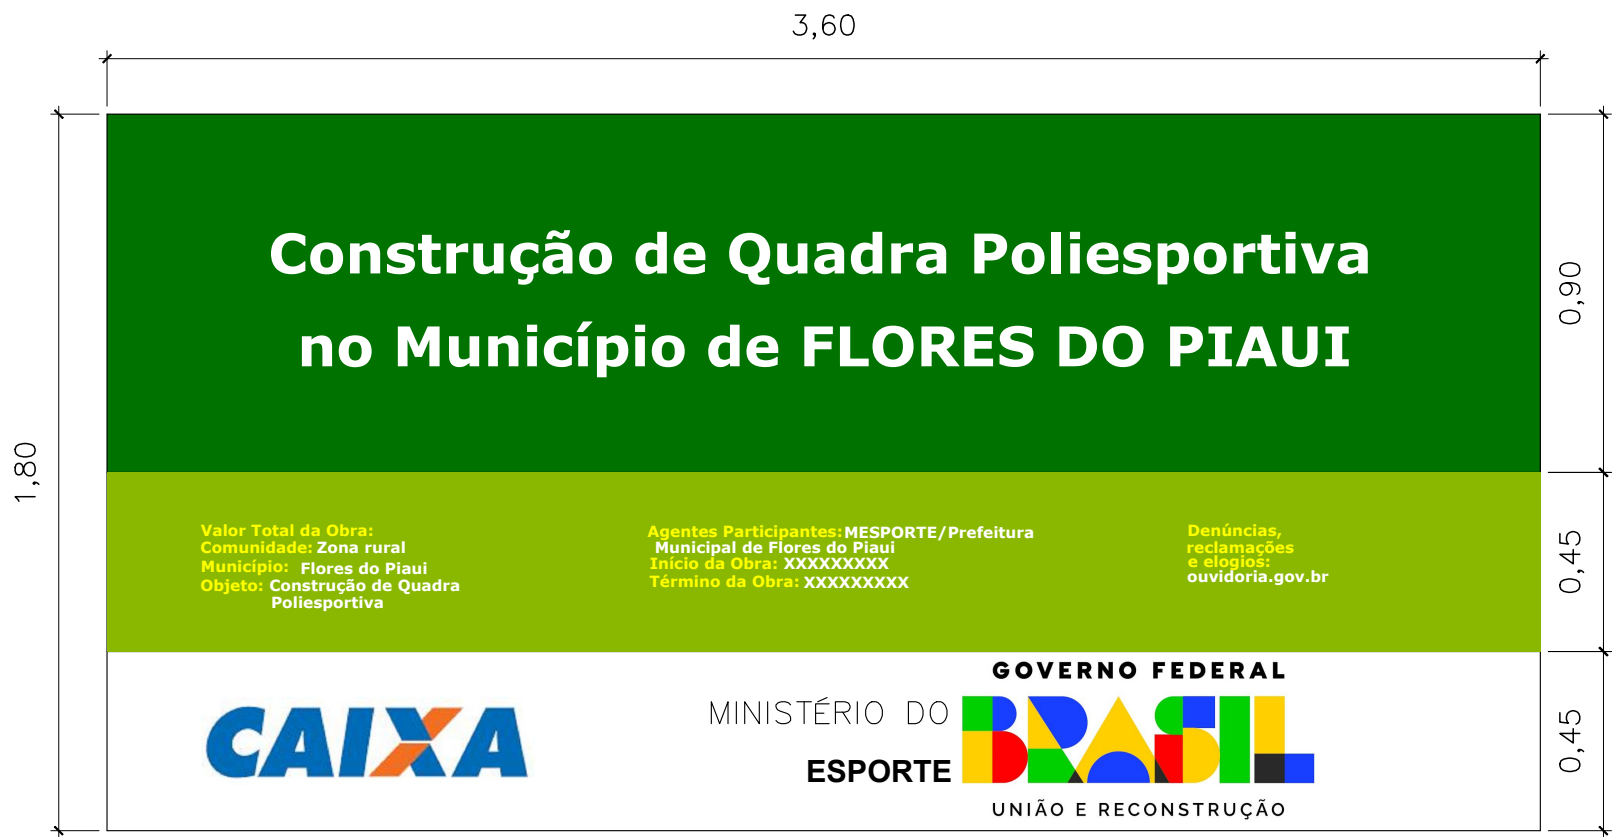 3,60
Construção de Quadra Poliesportiva
no Município de FLORES DO PIAUI
0,90
1,80
Valor Total da Obra:
Comunidade: Zona rural
Município: Flores do Piaui
Objeto: Construção de Quadra
Poliesportiva
Agentes Participantes: MESPORTE/Prefeitura
Municipal de Flores do Piaui
Início da Obra: XXXXXXXXX
Término da Obra: XXXXXXXXX
Denúncias,
reclamações
e elogios:
ouvidoria.gov.br
0,45
CAIXA
MINISTÉRIO DO
ESPORTE
GOVERNO FEDERAL
BRASIL
UNIÃO E RECONSTRUÇÃO
0,45